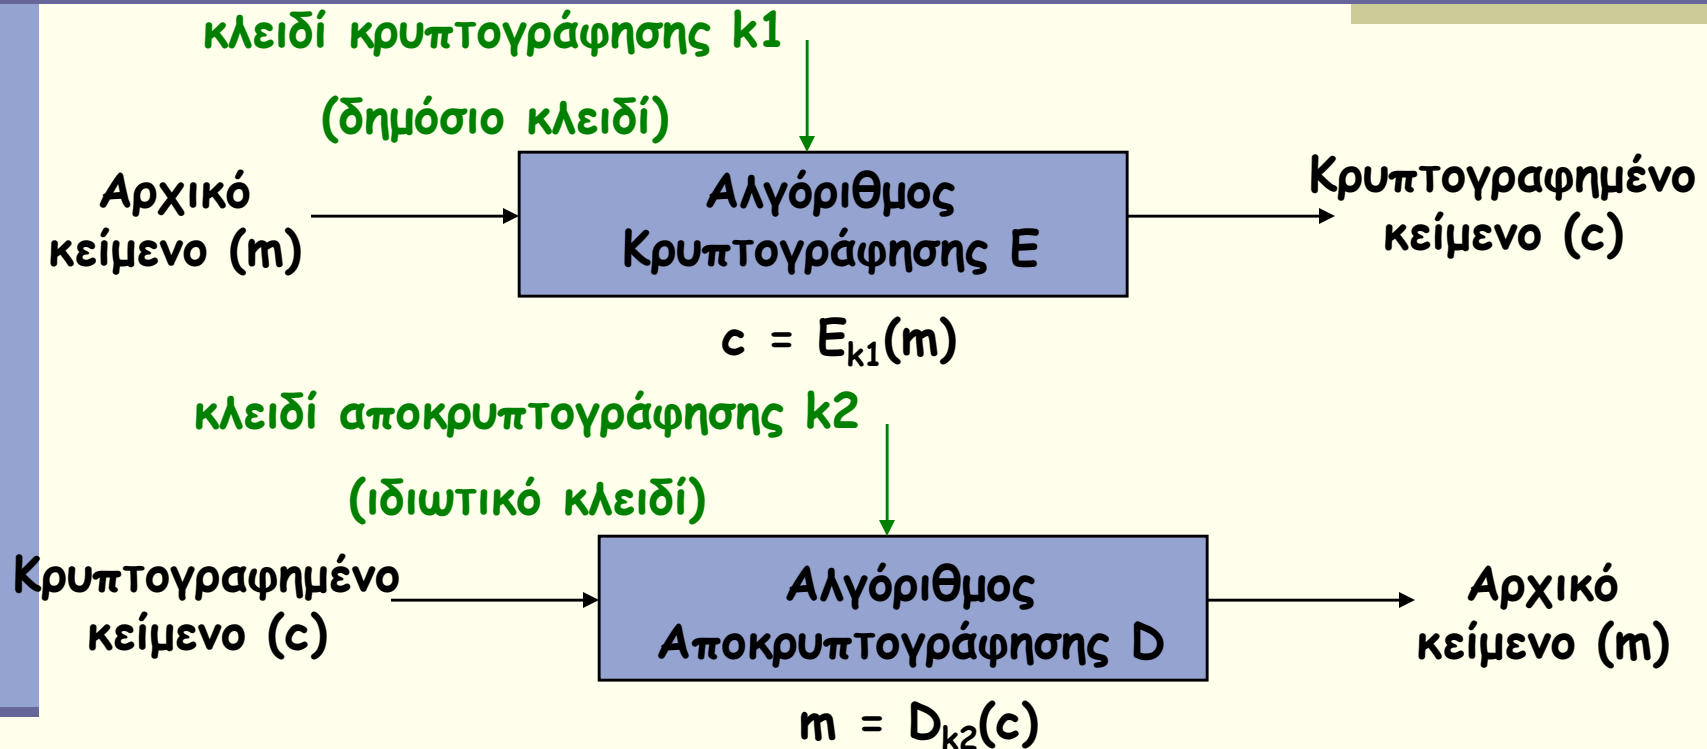 κλειδί κρυπτογράφησης k1
(δημόσιο κλειδί)
Αρχικό
κείμενο (m)
Αλγόριθμος
Κρυπτογράφησης E
Κρυπτογραφημένο
κείμενο (c)
c = Ek1(m)
κλειδί αποκρυπτογράφησης k2
(ιδιωτικό κλειδί)
Κρυπτογραφημένο
κείμενο (c)
Αλγόριθμος
Αποκρυπτογράφησης D
Αρχικό
κείμενο (m)
m = Dk2(c)